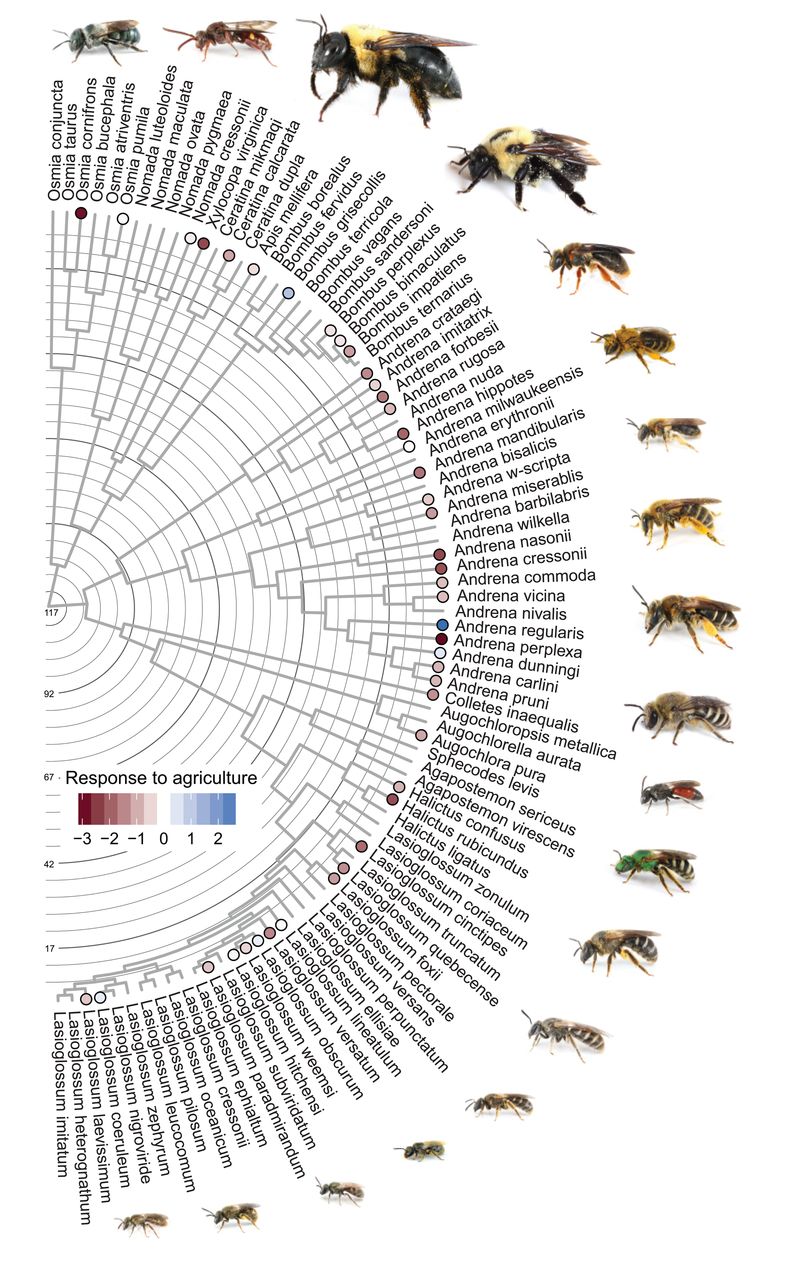 Osmia conjuncta
Osmia taurus
Osmia cornifrons
Osmia bucephala
Osmia atriventris
Osmia pumila
Nomada luteoloides
Nomada maculata
Nomada ovata
Nomada pygmaea
Nomada cressonii
Xylocopa virginica
Ceratina mikmaqi
Ceratina calcarata
Ceratina dupla
Apis mellifera
Bombus borealus
Bombus fervidus
Bombus griseocollis
Bombus terricola
Bombus vagans
Bombus sandersoni
Bombus perplexus
Bombus bimaculatus
Bombus impatiens
Bombus ternarius
Andrena crataegi
Andrena imitatrix
Andrena forbesii
Andrena rugosa
Andrena nuda
Andrena hippotes
Andrena milwaukeensis
Andrena erythronii
Andrena mandibularis
Andrena bisalicis
Andrena w-scripta
Andrena miserablis
Andrena barbilabris
Andrena wilkella
Andrena nasonii
Andrena cressonii
Andrena commoda
Andrena vicina
Andrena nivalis
Andrena regularis
Andrena perplexa
Andrena dunningi
Andrena carlini
Andrena pruni
Colletes inaequalis
Augochloropsis metallica
Augochlorella aurata
Augochlora pura
Sphecodes levis
Agapostemon sericeus
Agapostemon virescens
Halictus confusus
Halictus rubicundus
Halictus ligatus
Lasioglossum zonulum
Lasioglossum coriaceum
Lasioglossum cinctipes
Lasioglossum truncatum
Lasioglossum quebecense
Lasioglossum foxii
Lasioglossum pectorale
Lasioglossum versans
Lasioglossum perpunctatum
Lasioglossum ellisiae
Lasioglossum lineatulum
Lasioglossum versatum
Lasioglossum obscurum
Lasioglossum weemsi
Lasioglossum hitchensi
Lasioglossum subviridatum
Lasioglossum paradmirandum
Lasioglossum ephialtum
Lasioglossum cressonii
Lasioglossum oceanicum
Lasioglossum pilosum
Lasioglossum leucocomum
Lasioglossum zephyrum
Lasioglossum nigroviride
Lasioglossum coeruleum
Lasioglossum laevissimum
Lasioglossum heterognathum
Lasioglossum imitatum
117
92
67
42
17
Response to agriculture
−3 −2 −1 0 1 2